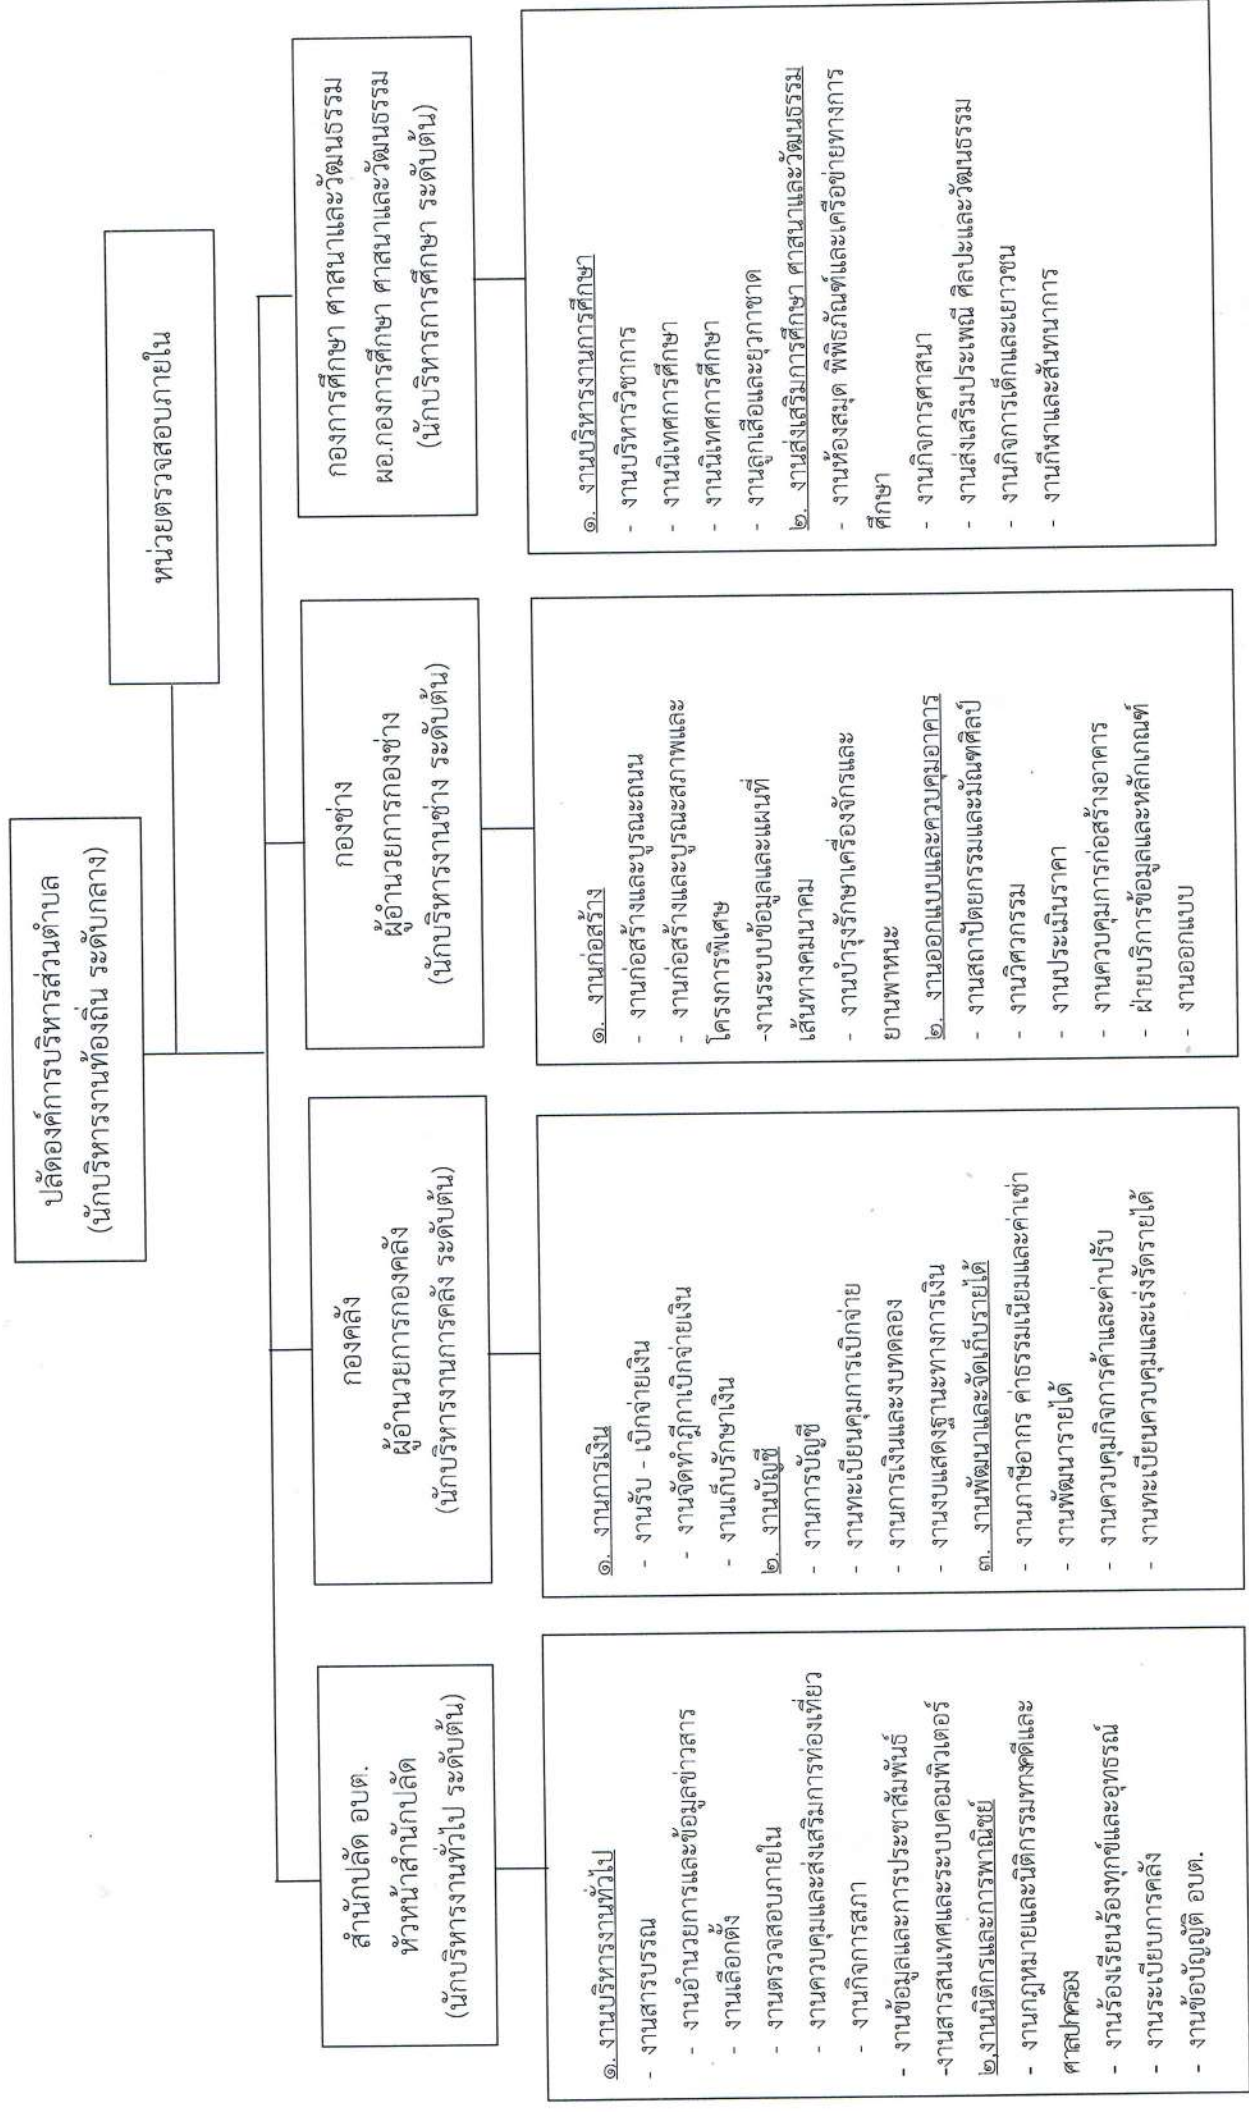 ปลัดองค์การบริหารส่วนตำบล
(นักบริหารงานท้องถิ่น ระดับกลาง)
หน่วยตรวจสอบภายใน
สำนักปลัด อบต.
หัวหน้าสำนักปลัด
(นักบริหารงานทั่วไป ระดับต้น)
กองคลัง
ผู้อำนวยการกองคลัง
(นักบริหารงานการคลัง ระดับต้น)
กองช่าง
ผู้อำนวยการกองช่าง
(นักบริหารงานช่าง ระดับต้น)
กองการศึกษา ศาสนาและวัฒนธรรม
ผอ.กองการศึกษา ศาสนาและวัฒนธรรม
(นักบริหารการศึกษา ระดับต้น)
๑. งานบริหารงานทั่วไป
- งานสารบรรณ
- งานอำนวยการและข้อมูลข่าวสาร
- งานเลือกตั้ง
- งานตรวจสอบภายใน
- งานควบคุมและส่งเสริมการท่องเที่ยว
- งานกิจการสภา
- งานข้อมูลและการประชาสัมพันธ์
-งานสารสนเทศและระบบคอมพิวเตอร์
๒.งานนิติกรและการพาณิชย์
- งานกฎหมายและนิติกรรมทางคดีและ
ศาลปกครอง
- งานร้องเรียนร้องทุกข์และอุทธรณ์
- งานระเบียบการคลัง
- งานข้อบัญญัติ อบต.
๑. งานการเงิน
- งานรับ - เบิกจ่ายเงิน
- งานจัดทำฎีกาเบิกจ่ายเงิน
- งานเก็บรักษาเงิน
๒. งานบัญชี
- งานการบัญชี
- งานทะเบียนคุมการเบิกจ่าย
- งานการเงินและงบทดลอง
- งานงบแสดงฐานะทางการเงิน
๓. งานพัฒนาและจัดเก็บรายได้
- งานภาษีอากร ค่าธรรมเนียมและค่าเช่า
- งานพัฒนารายได้
- งานควบคุมกิจการค้าและค่าปรับ
- งานทะเบียนควบคุมและเร่งรัดรายได้
๑. งานก่อสร้าง
- งานก่อสร้างและบูรณะถนน
- งานก่อสร้างและบูรณะสภาพและ
โครงการพิเศษ
-งานระบบข้อมูลและแผนที่
เส้นทางคมนาคม
- งานบำรุงรักษาเครื่องจักรและ
ยานพาหนะ
๒. งานออกแบบและควบคุมอาคาร
- งานสถาปัตยกรรมและมัณฑศิลป์
- งานวิศวกรรม
- งานประเมินราคา
- งานควบคุมการก่อสร้างอาคาร
- ฝ่ายบริการข้อมูลและหลักเกณฑ์
- งานออกแบบ
๑. งานบริหารงานการศึกษา
- งานบริหารวิชาการ
- งานนิเทศการศึกษา
- งานนิเทศการศึกษา
- งานลูกเสือและยุวกาชาด
๒. งานส่งเสริมการศึกษา ศาสนาและวัฒนธรรม
- งานห้องสมุด พิพิธภัณฑ์และเครือข่ายทางการ
ศึกษา
- งานกิจการศาสนา
- งานส่งเสริมประเพณี ศิลปะและวัฒนธรรม
- งานกิจการเด็กและเยาวชน
- งานกีฬาและสันทนาการ